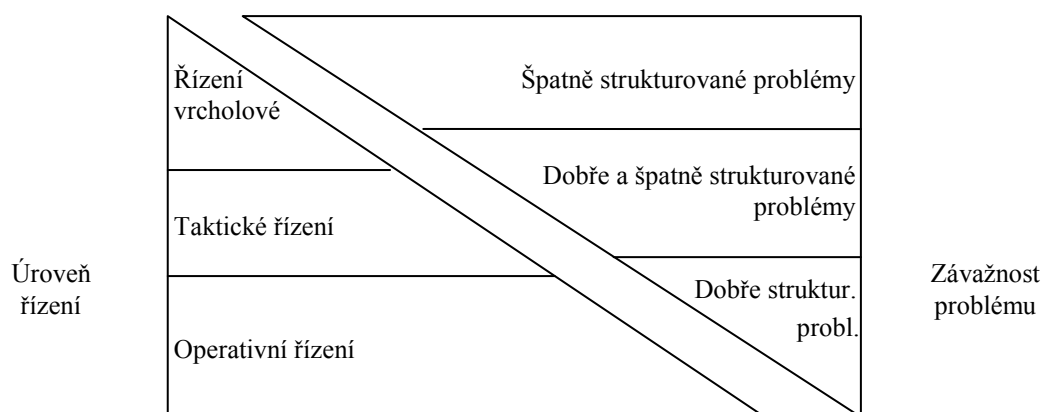 Řízení
vrcholové
Špatně strukturované problémy
Taktické řízení
Dobře a špatně strukturované
problémy
Úroveň
řízení
Operativní řízení
Dobře struktur.
probl.
Závažnost
problému